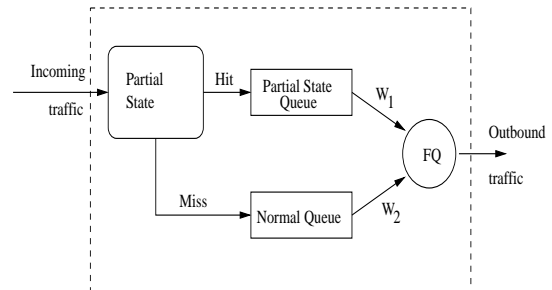 Incoming
traffic
Partial
State
Hit
Miss
Partial State
Queue
Normal Queue
W1
W2
FQ
Outbound
traffic